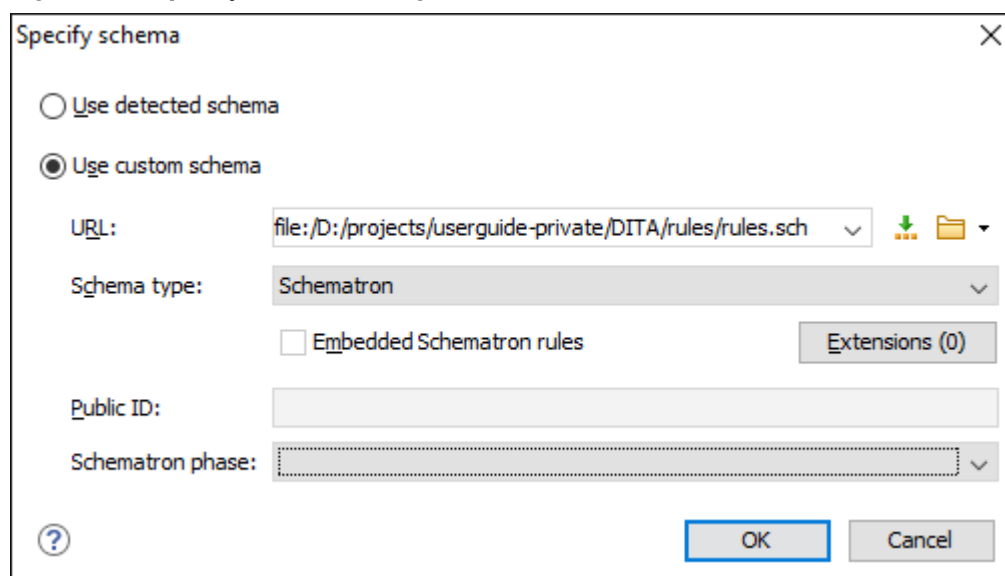 Specify schema
Use detected schema
Use custom schema
URL: file:/D:/projects/userguide-private/DITA/rules/rules.sch
Schema type: Schematron
Embedded Schematron rules Extensions (0)
Public ID:
Schematron phase:
? OK Cancel